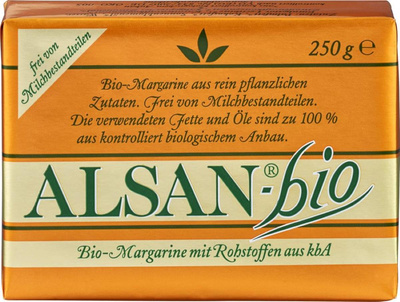 frei von
Milchbestandteilen
250 g ℮
Bio-Margarine aus rein pflanzlichen
Zutaten. Frei von Milchbestandteilen.
Die verwendeten Fette und Öle sind zu 100 %
aus kontrolliert biologischem Anbau.
ALSAN®-bio
Bio-Margarine mit Rohstoffen aus kbA